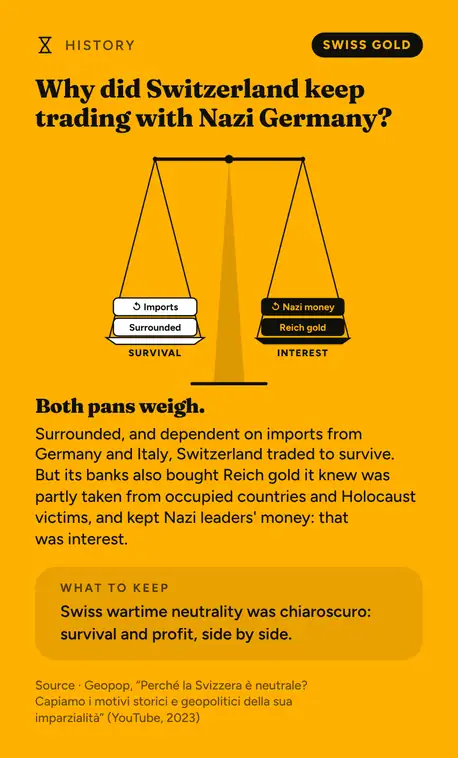 HISTORY
SWISS GOLD
Why did Switzerland keep
trading with Nazi Germany?
Imports
Surrounded
SURVIVAL
Nazi money
Reich gold
INTEREST
Both pans weigh.
Surrounded, and dependent on imports from
Germany and Italy, Switzerland traded to survive.
But its banks also bought Reich gold it knew was
partly taken from occupied countries and Holocaust
victims, and kept Nazi leaders' money: that
was interest.
WHAT TO KEEP
Swiss wartime neutrality was chiaroscuro:
survival and profit, side by side.
Source · Geopop, “Perché la Svizzera è neutrale?
Capiamo i motivi storici e geopolitici della sua
imparzialità” (YouTube, 2023)